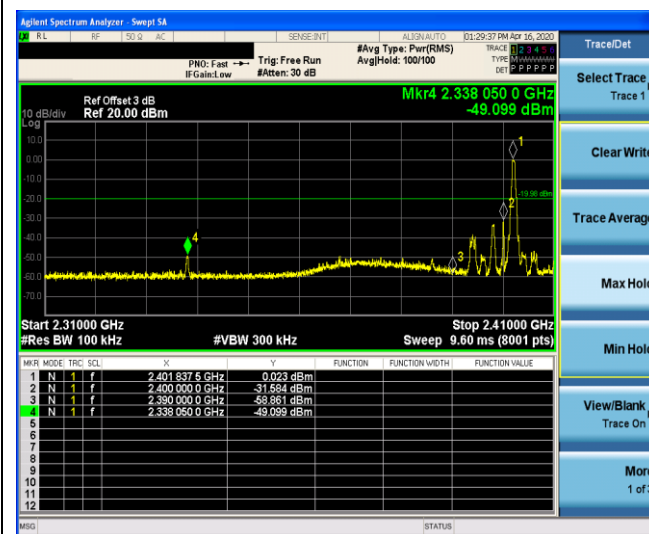 Agilent Spectrum Analyzer - Swept SA
RL RF 50 Ω AC SENSE:INT ALIGN AUTO 01:29:37 PM Apr 16, 2020
PNO: Fast Trig: Free Run #Avg Type: Pwr(RMS) TRACE 1 2 3 4 5 6
IFGain:Low #Atten: 30 dB Avg|Hold: 100/100 TYPE M
DET P P P P P P
Ref Offset 3 dB Mkr4 2.338 050 0 GHz
10 dB/div Ref 20.00 dBm -49.099 dBm
Log
10.0
0.00
-10.0
-20.0
-30.0
-40.0
-50.0
-60.0
-70.0
1
-19.98 dBm
2
4
3
Start 2.31000 GHz Stop 2.41000 GHz
#Res BW 100 kHz #VBW 300 kHz Sweep 9.60 ms (8001 pts)
MKR MODE TRC SCL X Y FUNCTION FUNCTION WIDTH FUNCTION VALUE
1 N 1 f 2.401 837 5 GHz 0.023 dBm
2 N 1 f 2.400 000 0 GHz -31.584 dBm
3 N 1 f 2.390 000 0 GHz -58.861 dBm
4 N 1 f 2.338 050 0 GHz -49.099 dBm
5
6
7
8
9
10
11
12
MSG STATUS
Trace/Det
Select Trace
Trace 1
Clear Write
Trace Average
Max Hold
Min Hold
View/Blank
Trace On
More
1 of